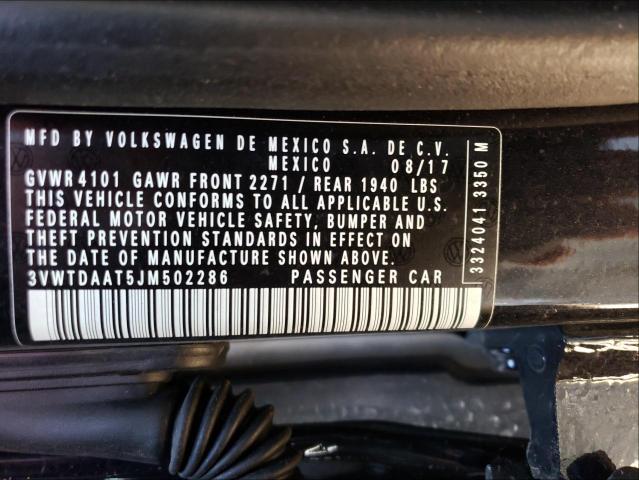 MFD BY VOLKSWAGEN DE MEXICO S.A. DE C.V.
MEXICO 08/17
GVWR 4101 GAWR FRONT 2271 / REAR 1940 LBS
THIS VEHICLE CONFORMS TO ALL APPLICABLE U.S.
FEDERAL MOTOR VEHICLE SAFETY, BUMPER AND
THEFT PREVENTION STANDARDS IN EFFECT ON
THE DATE OF MANUFACTURE SHOWN ABOVE.
3VWTDAAT5JM502286 PASSENGER CAR
3324041 3350 M